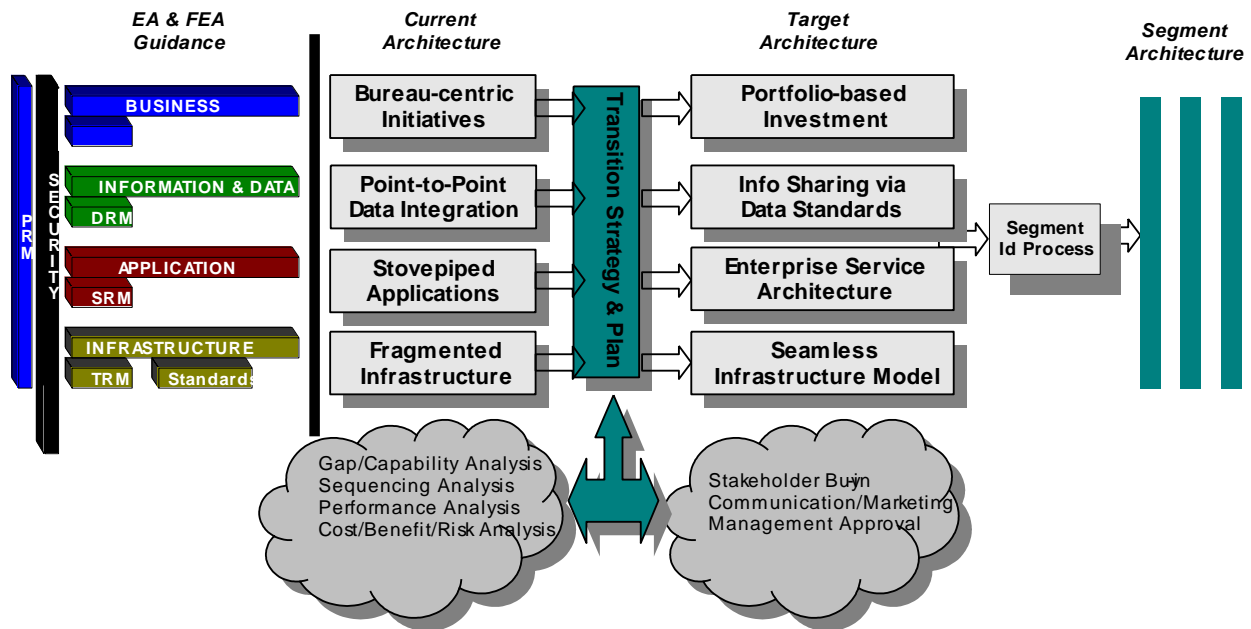 EA & FEA
Guidance
Current
Architecture
Target
Architecture
Segment
Architecture
PRM
SECURITY
BUSINESS
INFORMATION & DATA
DRM
APPLICATION
SRM
INFRASTRUCTURE
TRM
Standards
Bureau-centric
Initiatives
Point-to-Point
Data Integration
Stovepiped
Applications
Fragmented
Infrastructure
Transition Strategy & Plan
Portfolio-based
Investment
Info Sharing via
Data Standards
Enterprise Service
Architecture
Seamless
Infrastructure Model
Segment
Id Process
Gap/Capability Analysis
Sequencing Analysis
Performance Analysis
Cost/Benefit/Risk Analysis
Stakeholder Buy-in
Communication/Marketing
Management Approval